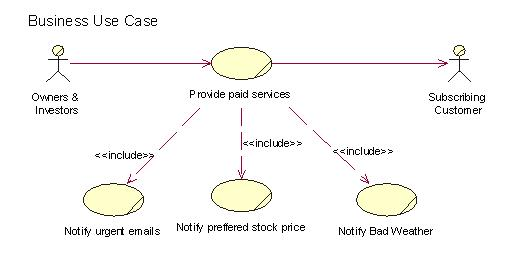 Business Use Case
Owners &
Investors
Provide paid services
Subscribing
Customer
<<include>>
<<include>>
<<include>>
Notify urgent emails
Notify preffered stock price
Notify Bad Weather